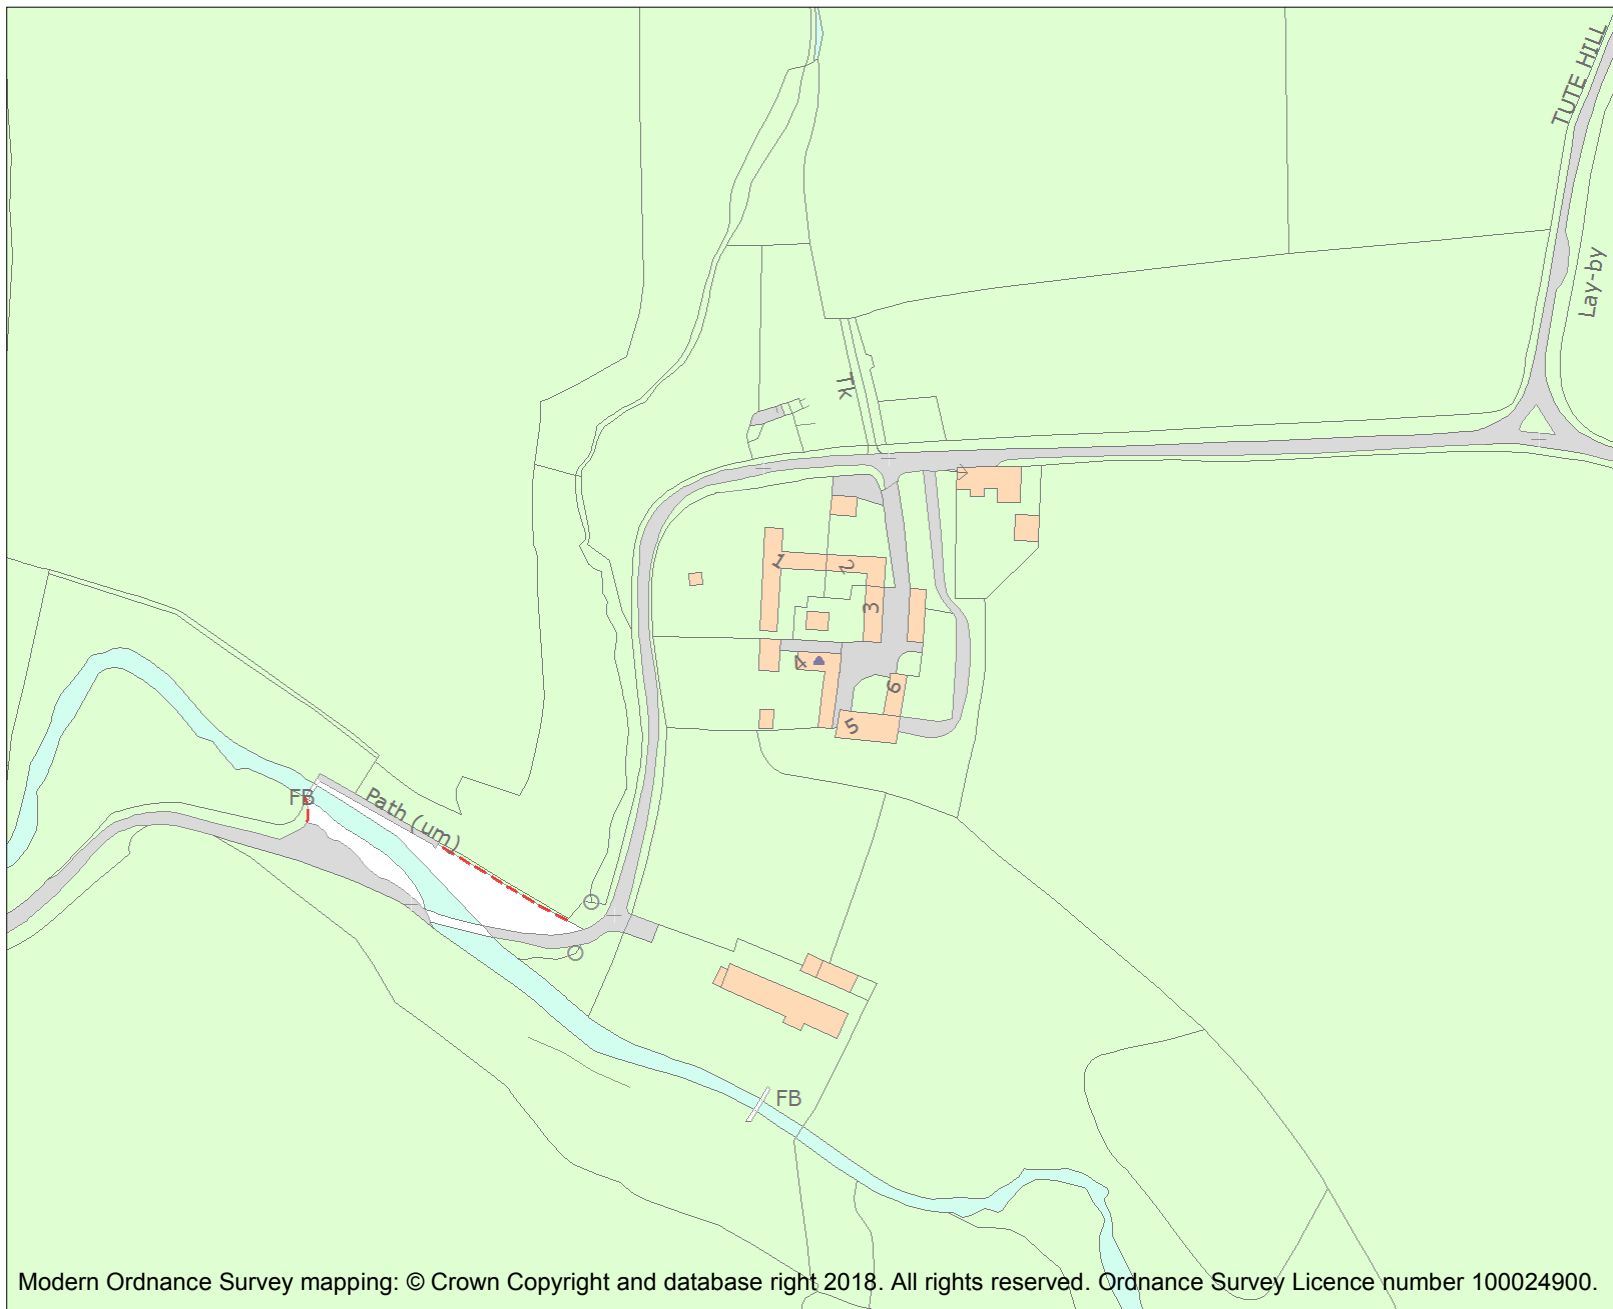 TUTE HILL
Lay-by
Tk
1
2
3
4
6
5
FB
Path (um)
FB
Modern Ordnance Survey mapping: © Crown Copyright and database right 2018. All rights reserved. Ordnance Survey Licence number 100024900.